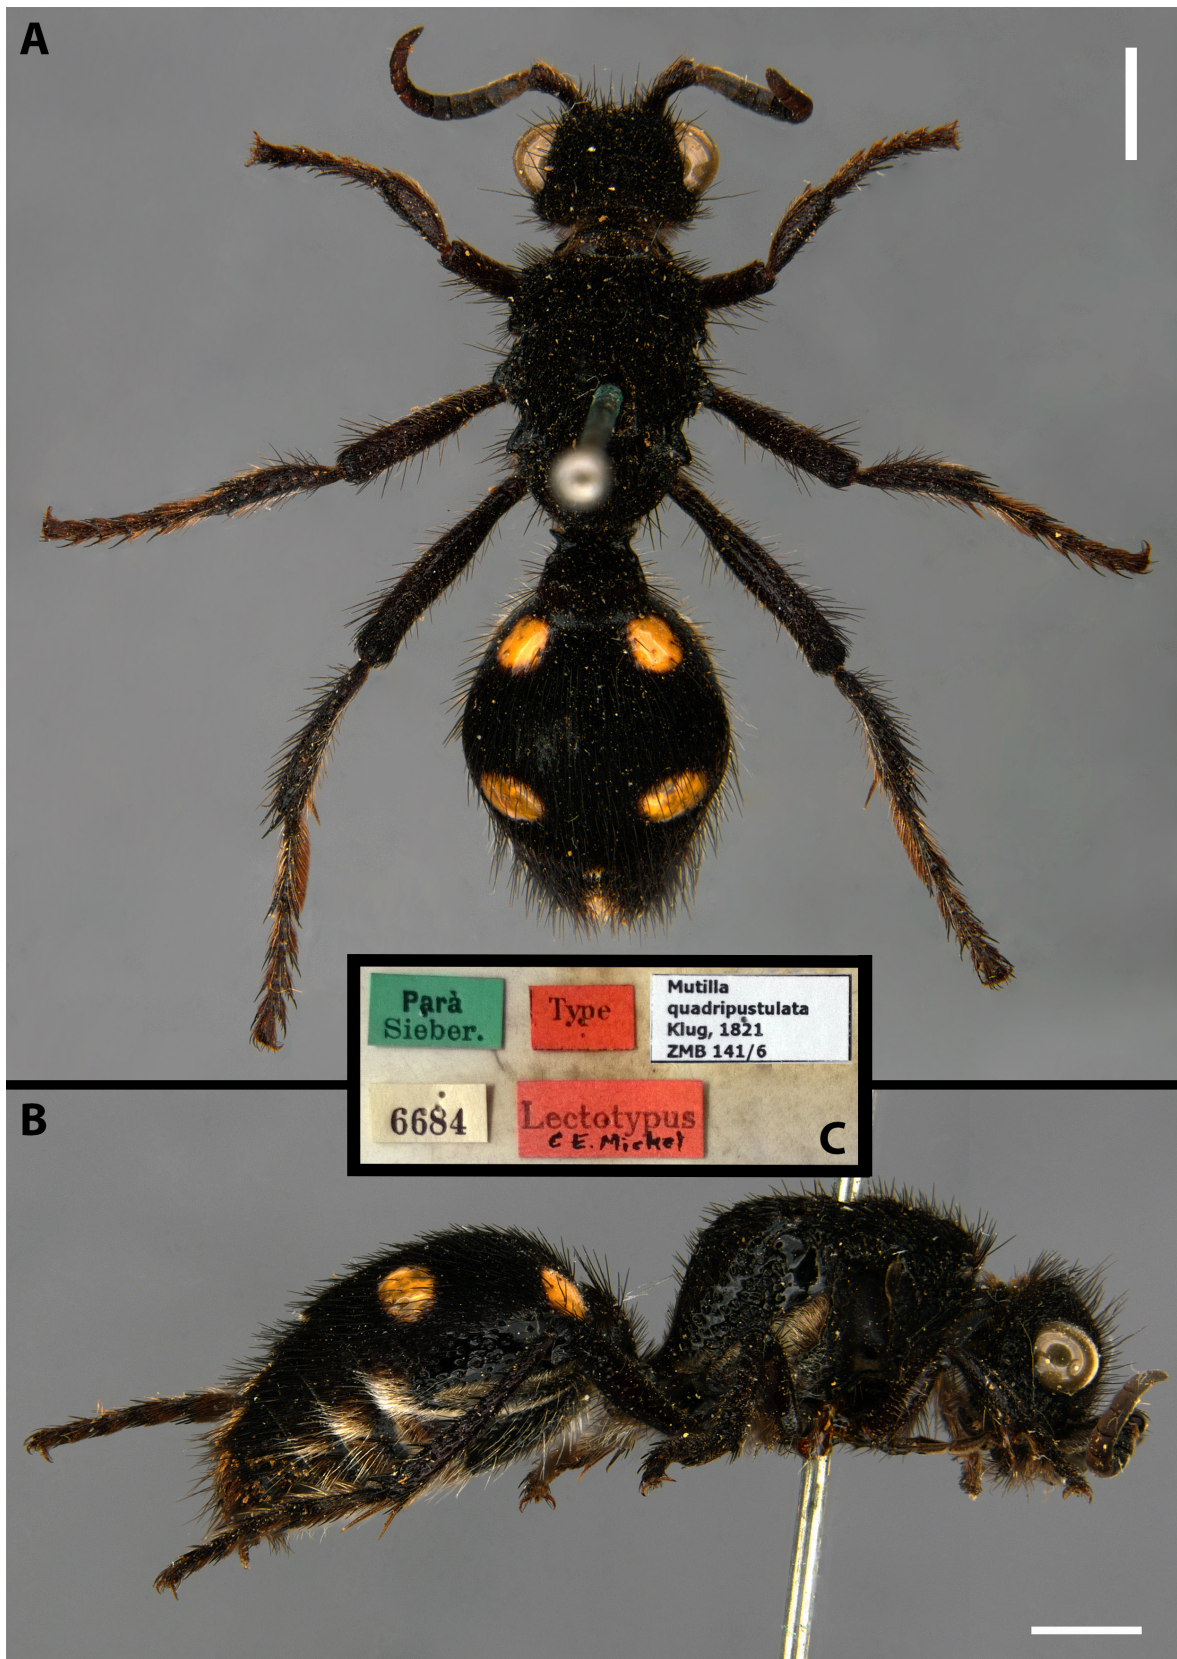 A
Parà
Sieber.
Type
Mutilla
quadripustulata
Klug, 1821
ZMB 141/6
6684
Lectotypus
C E. Mickel
C
B